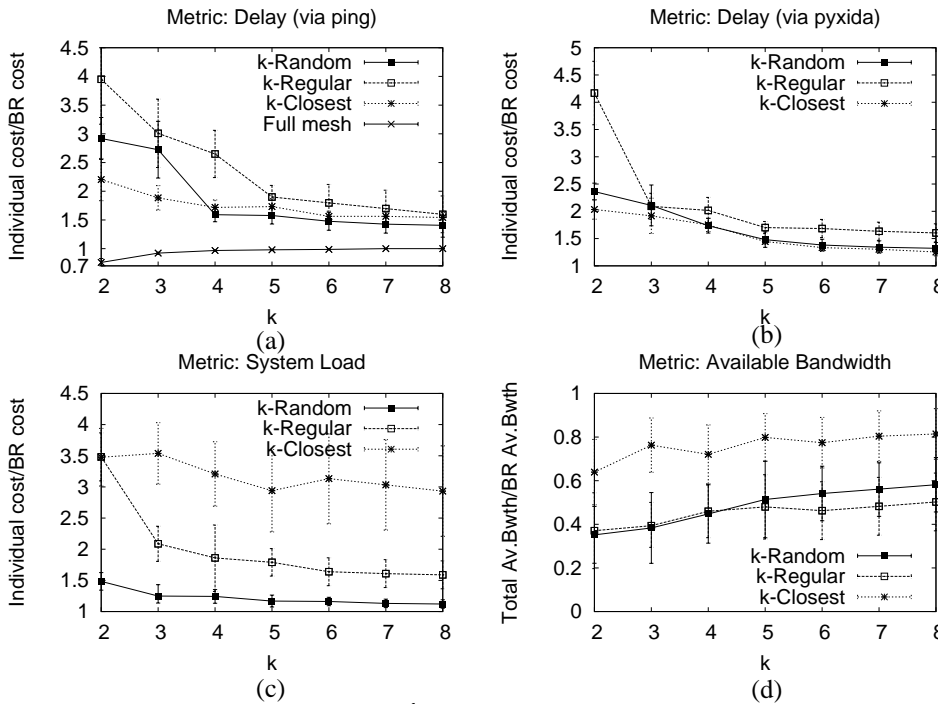 Metric: Delay (via ping)
Individual cost/BR cost
4.5
4
3.5
3
2.5
2
1.5
1
0.7
k-Random
k-Regular
k-Closest
Full mesh
2 3 4 5 6 7 8
k
(a)
Metric: Delay (via pyxida)
Individual cost/BR cost
5
4.5
4
3.5
3
2.5
2
1.5
1
k-Random
k-Regular
k-Closest
2 3 4 5 6 7 8
k
(b)
Metric: System Load
Individual cost/BR cost
4.5
4
3.5
3
2.5
2
1.5
1
k-Random
k-Regular
k-Closest
2 3 4 5 6 7 8
k
(c)
Metric: Available Bandwidth
Total Av.Bwth/BR Av.Bwth
1
0.8
0.6
0.4
0.2
0
k-Random
k-Regular
k-Closest
2 3 4 5 6 7 8
k
(d)